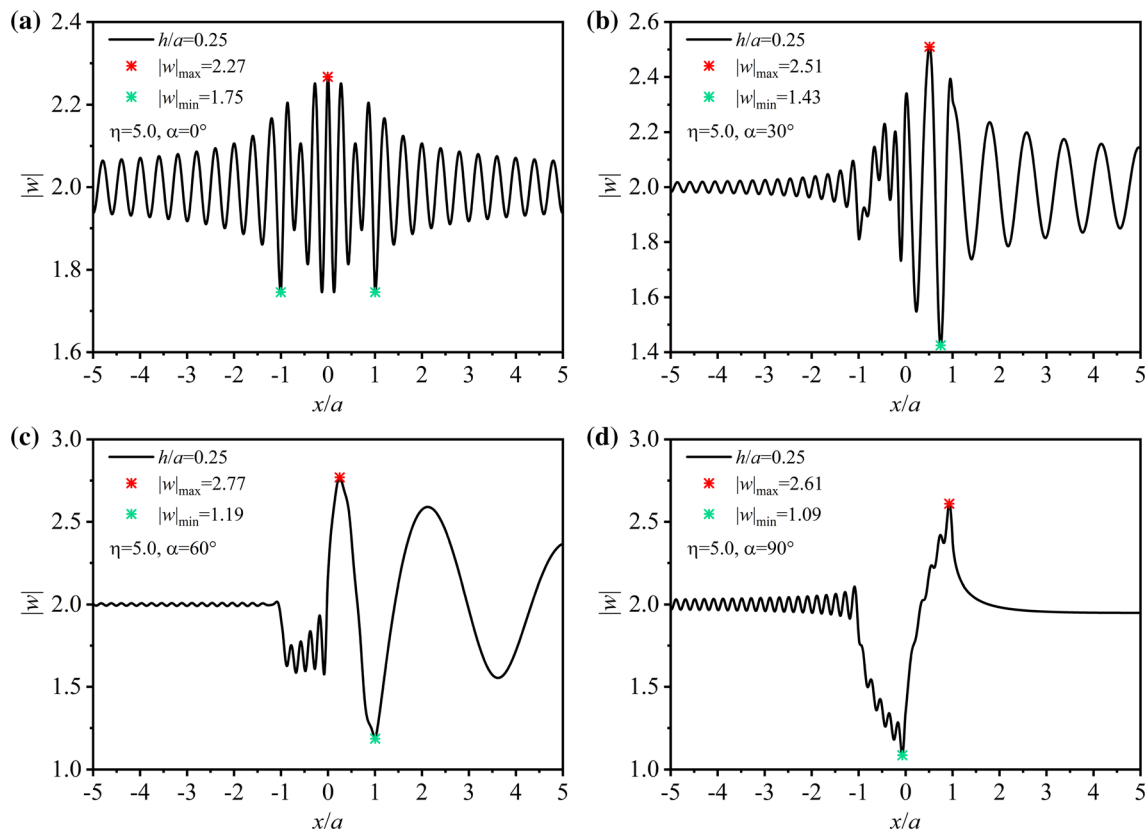 (a)
2.4
2.2
2.0
1.8
1.6
|w|
h/a=0.25
|w|max=2.27
|w|min=1.75
η=5.0, α=0°
-5 -4 -3 -2 -1 0 1 2 3 4 5
x/a
(b)
2.6
2.4
2.2
2.0
1.8
1.6
1.4
|w|
h/a=0.25
|w|max=2.51
|w|min=1.43
η=5.0, α=30°
-5 -4 -3 -2 -1 0 1 2 3 4 5
x/a
(c)
3.0
2.5
2.0
1.5
1.0
|w|
h/a=0.25
|w|max=2.77
|w|min=1.19
η=5.0, α=60°
-5 -4 -3 -2 -1 0 1 2 3 4 5
x/a
(d)
3.0
2.5
2.0
1.5
1.0
|w|
h/a=0.25
|w|max=2.61
|w|min=1.09
η=5.0, α=90°
-5 -4 -3 -2 -1 0 1 2 3 4 5
x/a